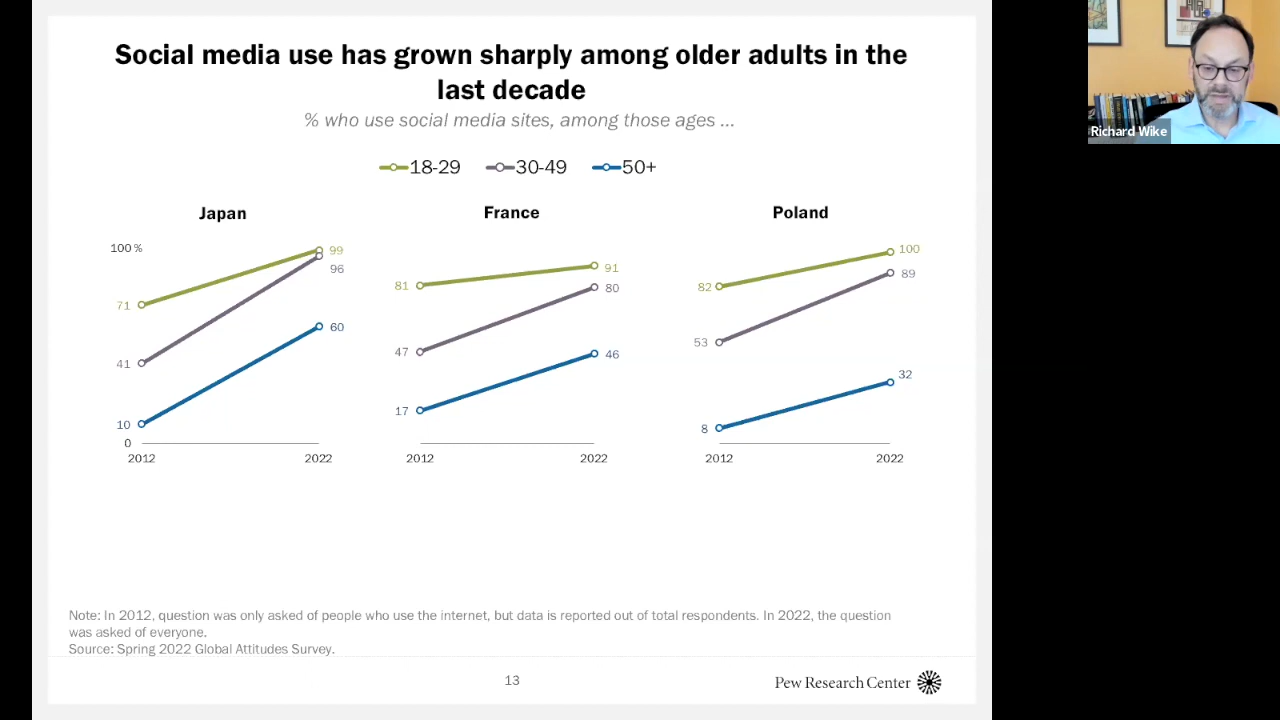 Social media use has grown sharply among older adults in the
last decade
% who use social media sites, among those ages ...
18-29 30-49 50+
Japan France Poland
100 %
71
41
10
0
99
96
60
2012 2022
81
47
17
91
80
46
2012 2022
82
53
8
100
89
32
2012 2022
Note: In 2012, question was only asked of people who use the internet, but data is reported out of total respondents. In 2022, the question
was asked of everyone.
Source: Spring 2022 Global Attitudes Survey.
13
Pew Research Center
Richard Wike